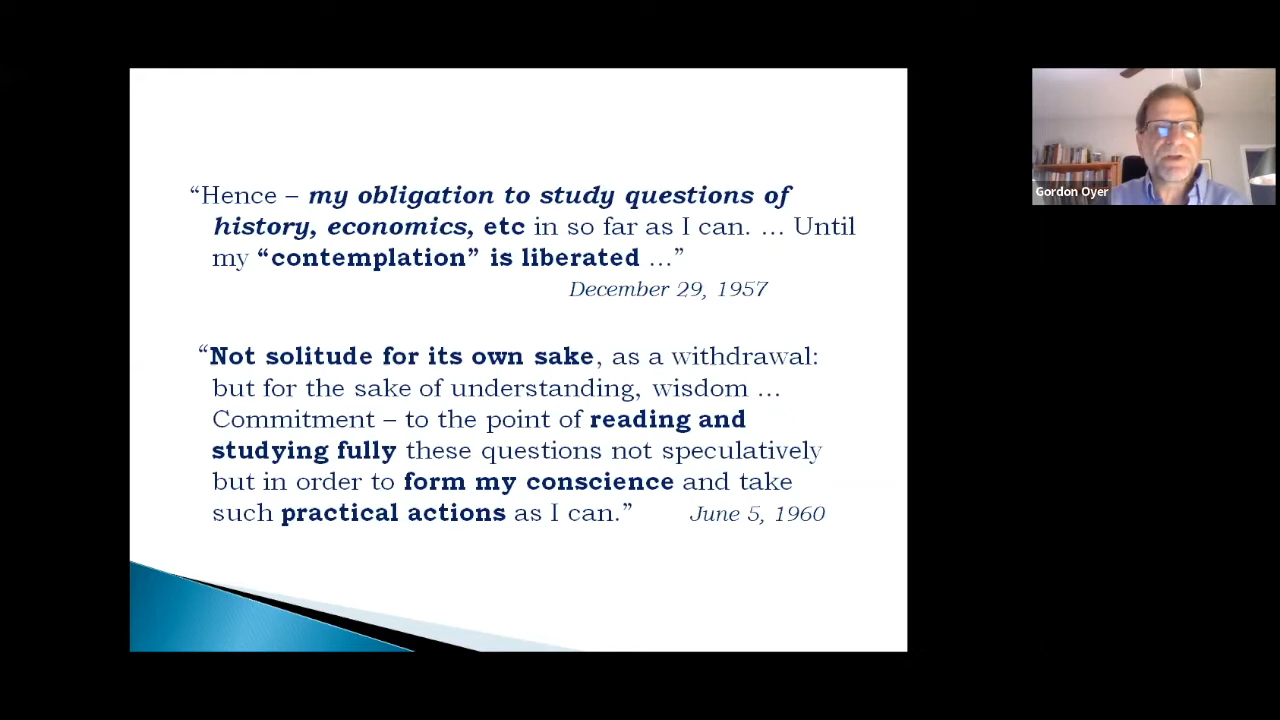 “Hence – my obligation to study questions of
history, economics, etc in so far as I can. … Until
my “contemplation” is liberated …”
December 29, 1957
“Not solitude for its own sake, as a withdrawal:
but for the sake of understanding, wisdom …
Commitment – to the point of reading and
studying fully these questions not speculatively
but in order to form my conscience and take
such practical actions as I can.” June 5, 1960
Gordon Oyer